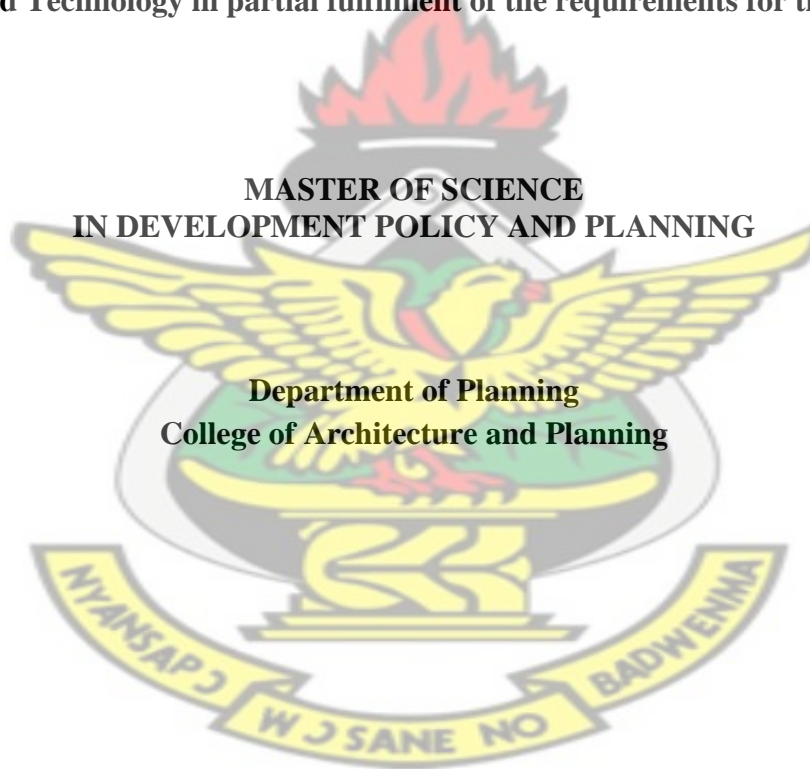 d Technology in partial fulfilment of the requirements for t
MASTER OF SCIENCE
IN DEVELOPMENT POLICY AND PLANNING
Department of Planning
College of Architecture and Planning
NYANSAPƆ
WƆSANE NO
BADWENMA